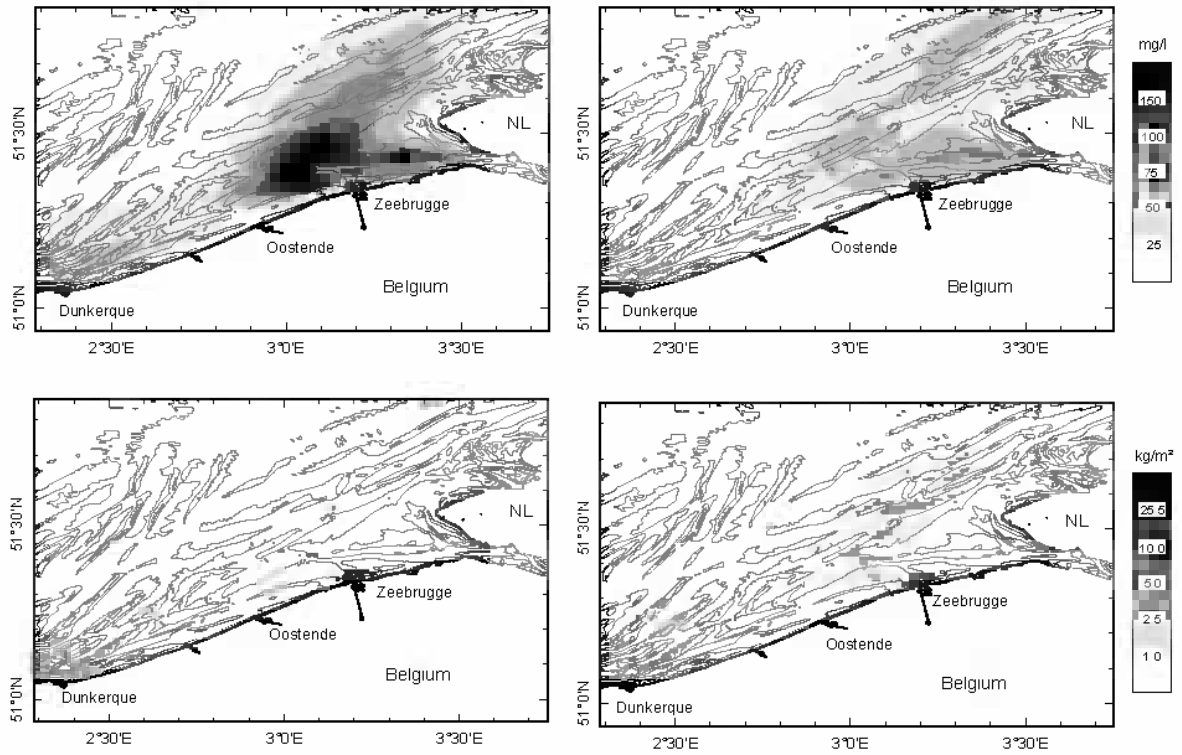 mg/l
150
100
75
50
25
51°30'N
51°0'N
NL
Zeebrugge
Oostende
Belgium
Dunkerque
2°30'E
3°0'E
3°30'E
51°30'N
51°0'N
NL
Zeebrugge
Oostende
Belgium
Dunkerque
2°30'E
3°0'E
3°30'E
kg/m²
25 5
10 0
5 0
2 5
1 0
51°30'N
51°0'N
NL
Zeebrugge
Oostende
Belgium
Dunkerque
2°30'E
3°0'E
3°30'E
51°30'N
51°0'N
NL
Zeebrugge
Oostende
Belgium
Dunkerque
2°30'E
3°0'E
3°30'E